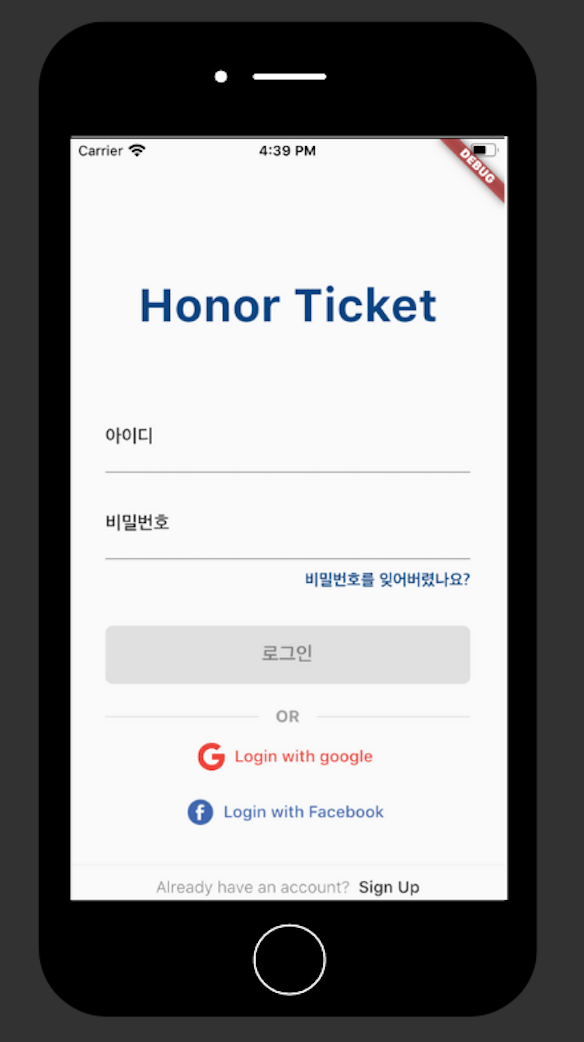 Carrier 4:39 PM
DEBUG
Honor Ticket
아이디
비밀번호
비밀번호를 잊어버렸나요?
로그인
OR
Login with google
Login with Facebook
Already have an account? Sign Up